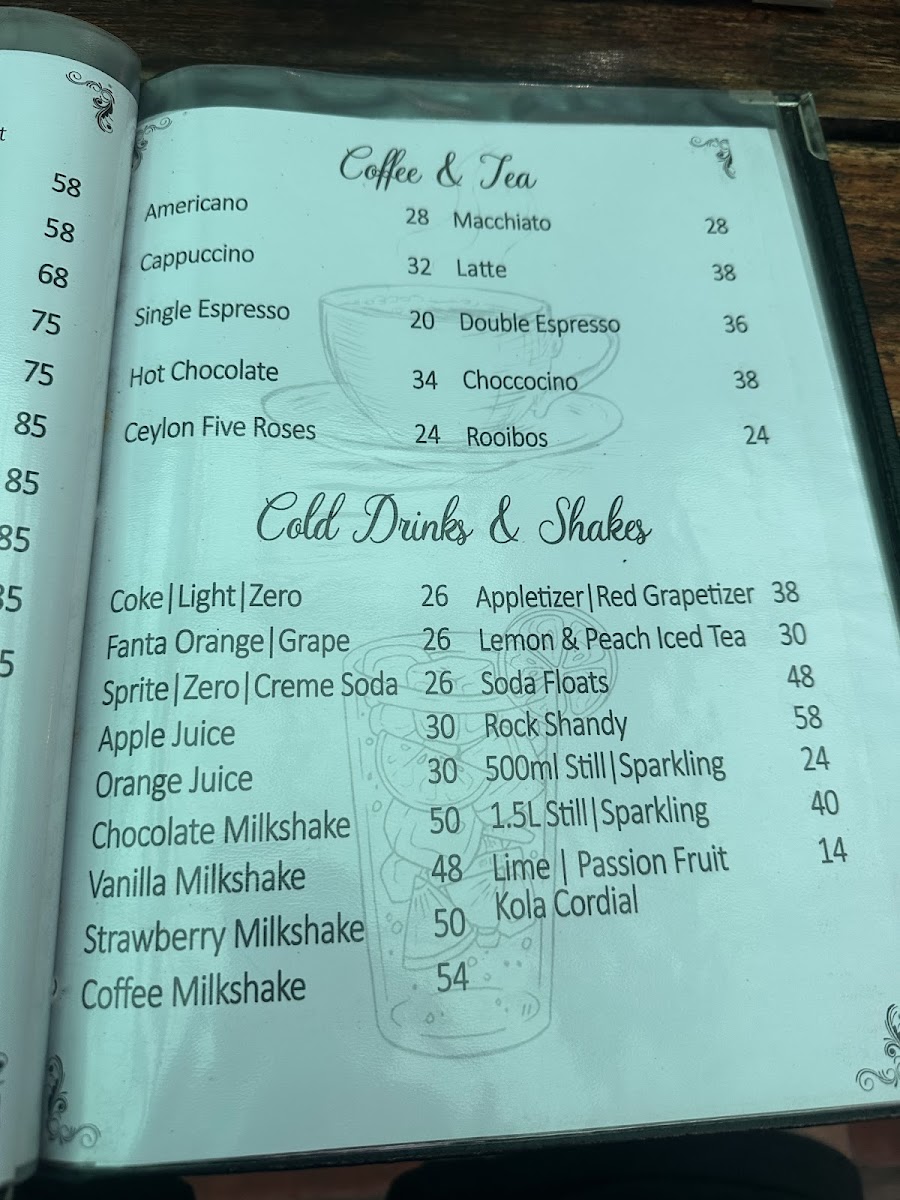 t
58
58
68
75
75
85
85
85
35
5
Coffee & Tea
Americano 28 Macchiato 28
Cappuccino 32 Latte 38
Single Espresso 20 Double Espresso 36
Hot Chocolate 34 Choccocino 38
Ceylon Five Roses 24 Rooibos 24
Cold Drinks & Shakes
Coke|Light|Zero 26 Appletizer|Red Grapetizer 38
Fanta Orange|Grape 26 Lemon & Peach Iced Tea 30
Sprite|Zero|Creme Soda 26 Soda Floats 48
Apple Juice 30 Rock Shandy 58
Orange Juice 30 500ml Still|Sparkling 24
Chocolate Milkshake 50 1.5L Still|Sparkling 40
Vanilla Milkshake 48 Lime | Passion Fruit 14
Kola Cordial
Strawberry Milkshake 50
Coffee Milkshake 54